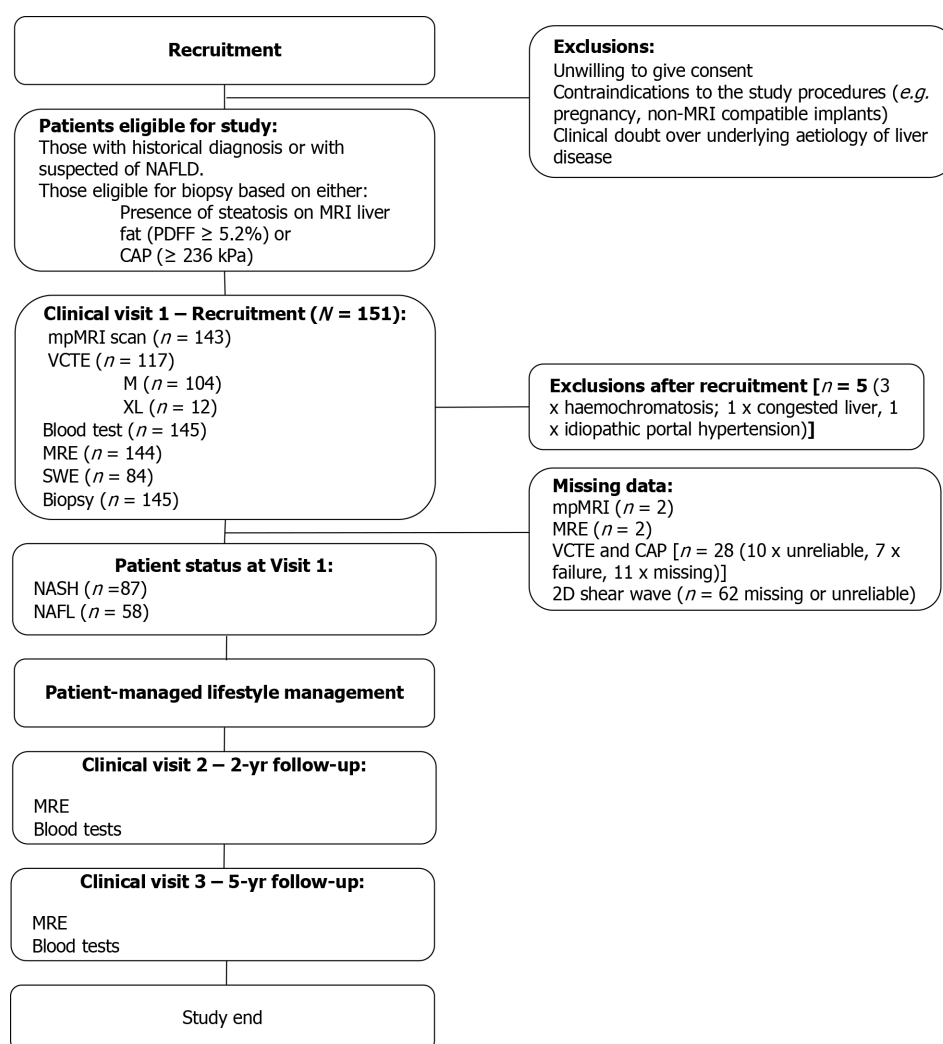 Recruitment
Exclusions:
Unwilling to give consent
Contraindications to the study procedures (e.g.
pregnancy, non-MRI compatible implants)
Clinical doubt over underlying aetiology of liver
disease
Patients eligible for study:
Those with historical diagnosis or with
suspected of NAFLD.
Those eligible for biopsy based on either:
Presence of steatosis on MRI liver
fat (PDFF ≥ 5.2%) or
CAP (≥ 236 kPa)
Clinical visit 1 – Recruitment (N = 151):
mpMRI scan (n = 143)
VCTE (n = 117)
M (n = 104)
XL (n = 12)
Blood test (n = 145)
MRE (n = 144)
SWE (n = 84)
Biopsy (n = 145)
Exclusions after recruitment [n = 5 (3
x haemochromatosis; 1 x congested liver, 1
x idiopathic portal hypertension)]
Missing data:
mpMRI (n = 2)
MRE (n = 2)
VCTE and CAP [n = 28 (10 x unreliable, 7 x
failure, 11 x missing)]
2D shear wave (n = 62 missing or unreliable)
Patient status at Visit 1:
NASH (n =87)
NAFL (n = 58)
Patient-managed lifestyle management
Clinical visit 2 – 2-yr follow-up:
MRE
Blood tests
Clinical visit 3 – 5-yr follow-up:
MRE
Blood tests
Study end